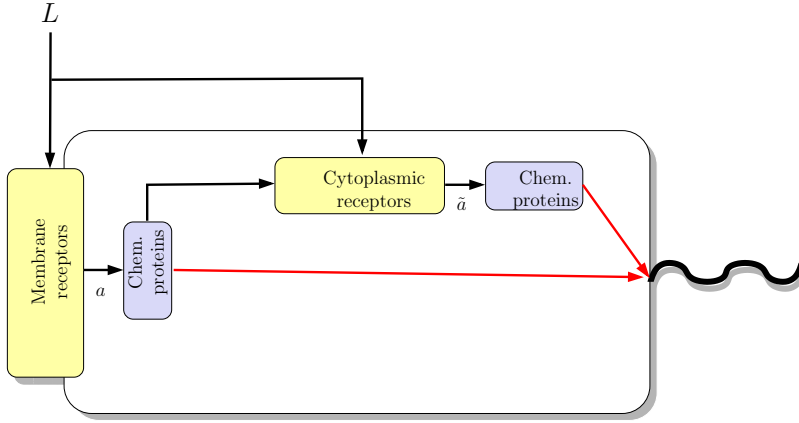 L
Cytoplasmic
receptors
ã
Chem.
proteins
Membrane
receptors
a
Chem.
proteins